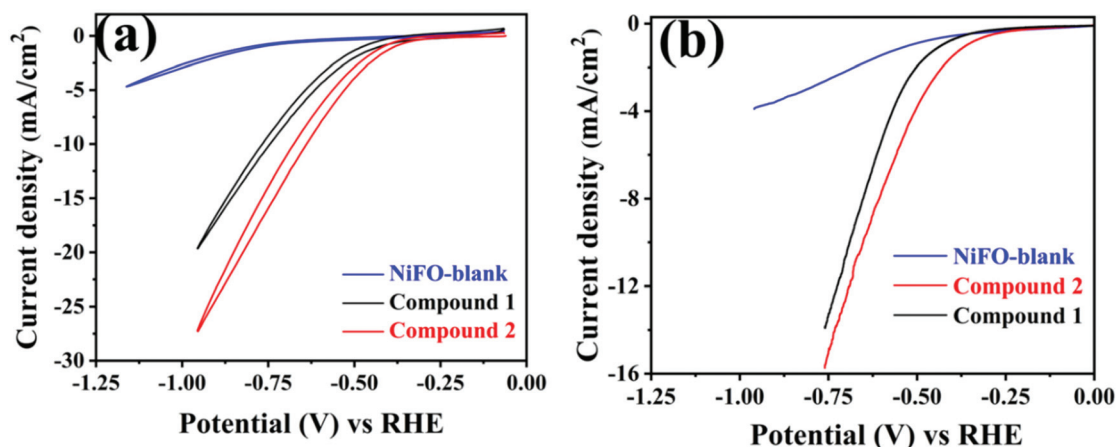 (a)
Current density (mA/cm²)
0
-5
-10
-15
-20
-25
-30
-1.25 -1.00 -0.75 -0.50 -0.25 0.00
Potential (V) vs RHE
NiFO-blank
Compound 1
Compound 2
(b)
Current density (mA/cm²)
0
-4
-8
-12
-16
-1.25 -1.00 -0.75 -0.50 -0.25 0.00
Potential (V) vs RHE
NiFO-blank
Compound 2
Compound 1